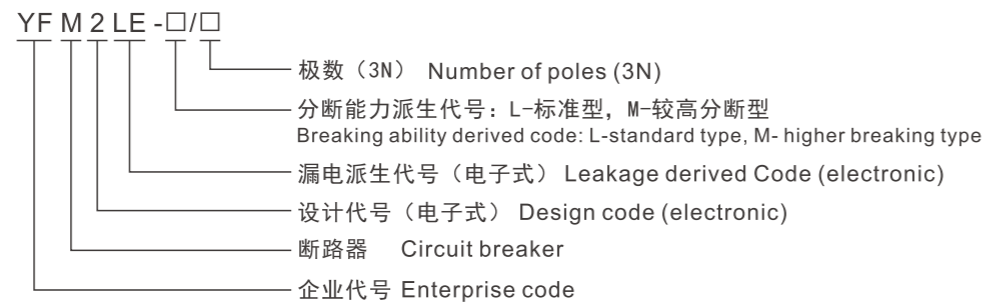 YF M 2 LE -□/□
极数（3N） Number of poles (3N)
分断能力派生代号：L-标准型，M-较高分断型
Breaking ability derived code: L-standard type, M- higher breaking type
漏电派生代号（电子式） Leakage derived Code (electronic)
设计代号（电子式） Design code (electronic)
断路器 Circuit breaker
企业代号 Enterprise code